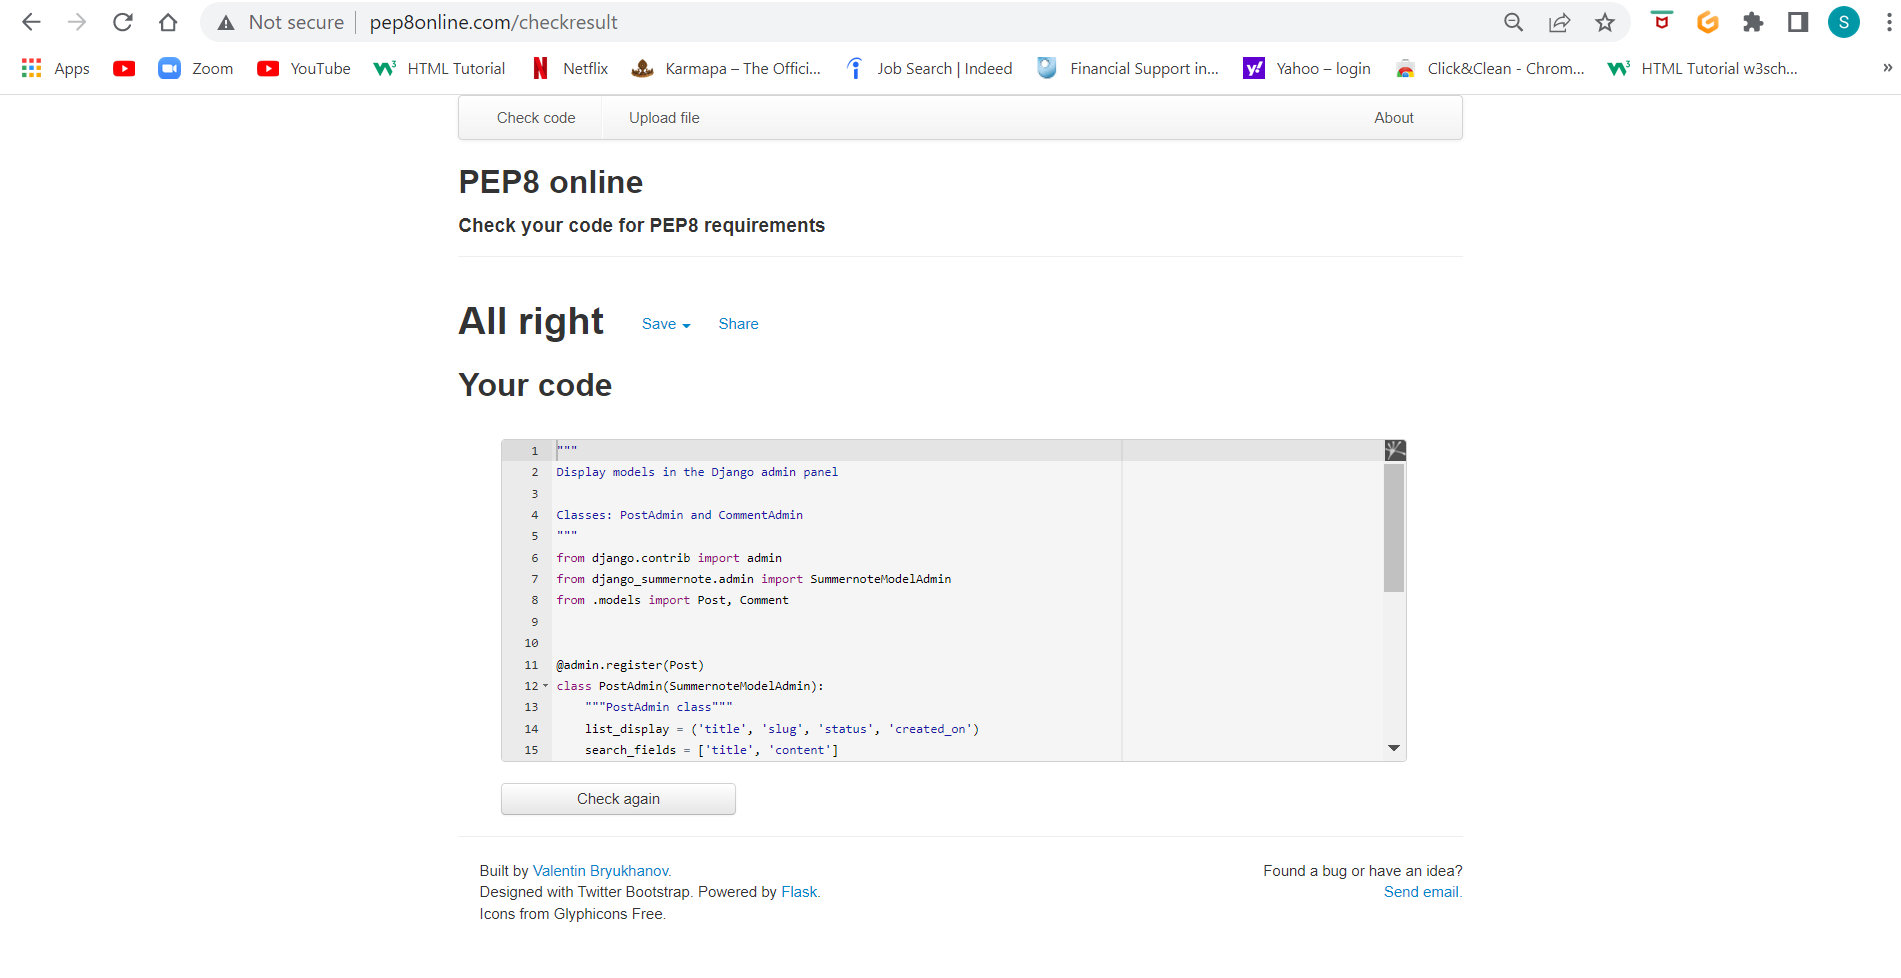 Not secure | pep8online.com/checkresult S
Apps Zoom YouTube HTML Tutorial Netflix Karmapa – The Offici... Job Search | Indeed Financial Support in... Yahoo – login Click&Clean - Chrom... HTML Tutorial w3sch... »
Check code Upload file About
PEP8 online
Check your code for PEP8 requirements
All right Save Share
Your code
1 """
2 Display models in the Django admin panel
3
4 Classes: PostAdmin and CommentAdmin
5 """
6 from django.contrib import admin
7 from django_summernote.admin import SummernoteModelAdmin
8 from .models import Post, Comment
9
10
11 @admin.register(Post)
12 class PostAdmin(SummernoteModelAdmin):
13 """PostAdmin class"""
14 list_display = ('title', 'slug', 'status', 'created_on')
15 search_fields = ['title', 'content']
Check again
Built by Valentin Bryukhanov.
Designed with Twitter Bootstrap. Powered by Flask.
Icons from Glyphicons Free.
Found a bug or have an idea?
Send email.